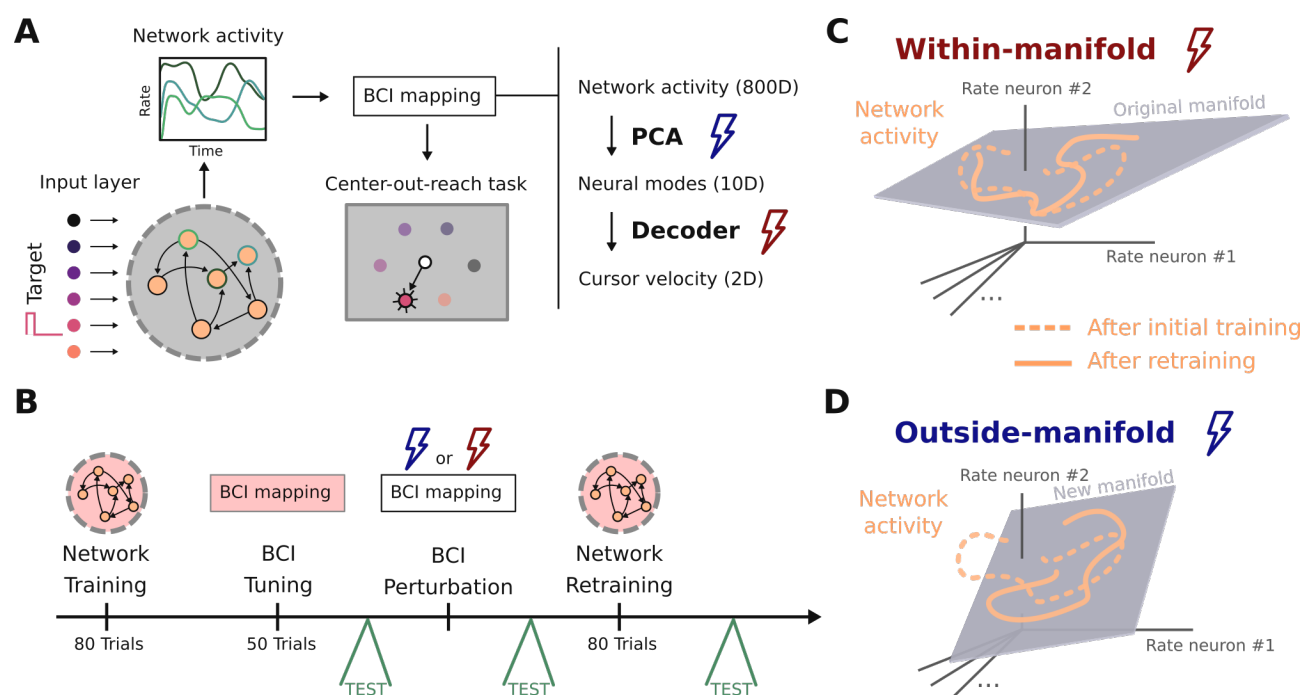 A
Network activity
Rate
Time
Input layer
Target
BCI mapping
Center-out-reach task
Network activity (800D)
PCA
Neural modes (10D)
Decoder
Cursor velocity (2D)
B
or
BCI mapping
BCI mapping
Network
Training
BCI
Tuning
BCI
Perturbation
Network
Retraining
80 Trials
50 Trials
80 Trials
TEST
TEST
TEST
C
Within-manifold
Rate neuron #2
Network
activity
Original manifold
Rate neuron #1
...
After initial training
After retraining
D
Outside-manifold
Rate neuron #2
Network
activity
New manifold
Rate neuron #1
...